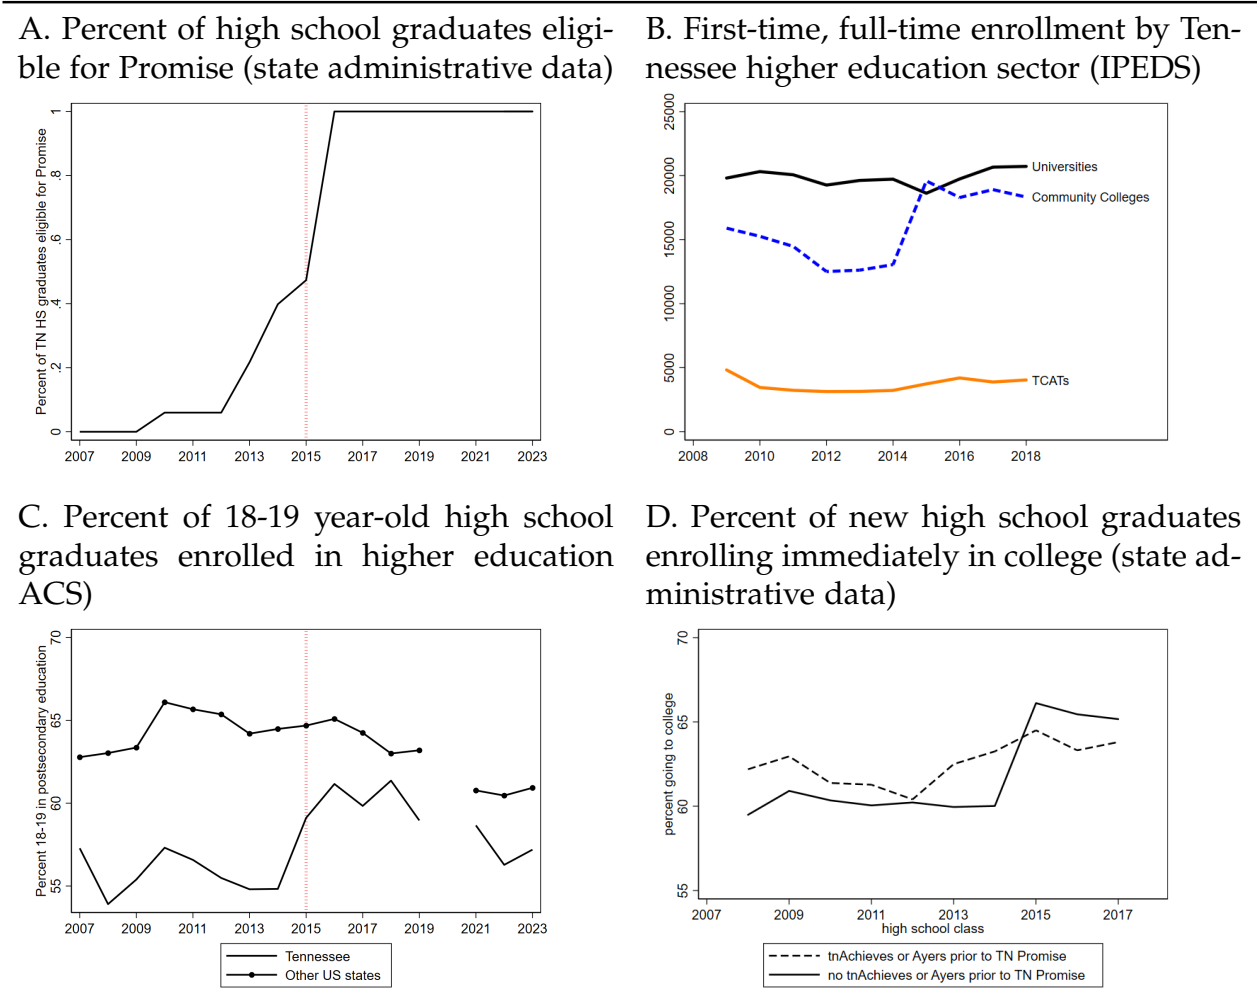 A. Percent of high school graduates eligi-
ble for Promise (state administrative data)
Percent of TN HS graduates eligible for Promise
0 .2 .4 .6 .8 1
2007 2009 2011 2013 2015 2017 2019 2021 2023
B. First-time, full-time enrollment by Ten-
nessee higher education sector (IPEDS)
0 5000 10000 15000 20000 25000
Universities
Community Colleges
TCATs
2008 2010 2012 2014 2016 2018
C. Percent of 18-19 year-old high school
graduates enrolled in higher education
ACS)
Percent 18-19 in postsecondary education
55 60 65 70
2007 2009 2011 2013 2015 2017 2019 2021 2023
Tennessee
Other US states
D. Percent of new high school graduates
enrolling immediately in college (state ad-
ministrative data)
percent going to college
55 60 65 70
2007 2009 2011 2013 2015 2017
high school class
tnAchieves or Ayers prior to TN Promise
no tnAchieves or Ayers prior to TN Promise